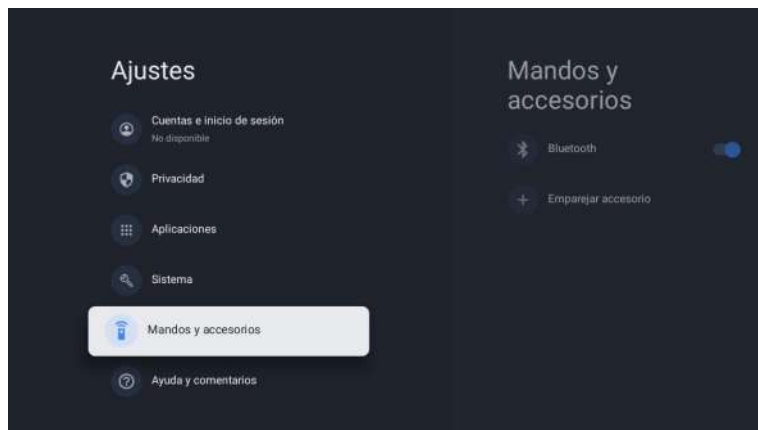 Ajustes
Cuentas e inicio de sesión
No disponible
Privacidad
Aplicaciones
Sistema
Mandos y accesorios
Ayuda y comentarios
Mandos y
accesorios
Bluetooth
Emparejar accesorio